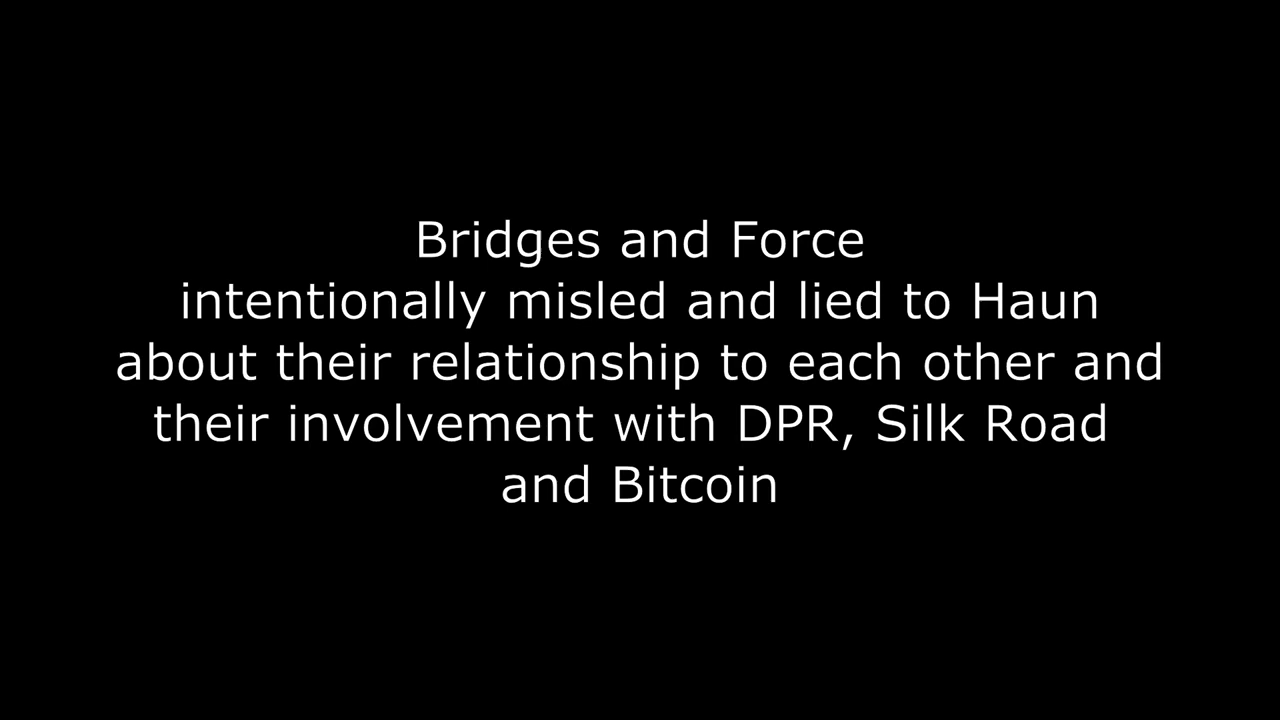 Bridges and Force
intentionally misled and lied to Haun
about their relationship to each other and
their involvement with DPR, Silk Road
and Bitcoin